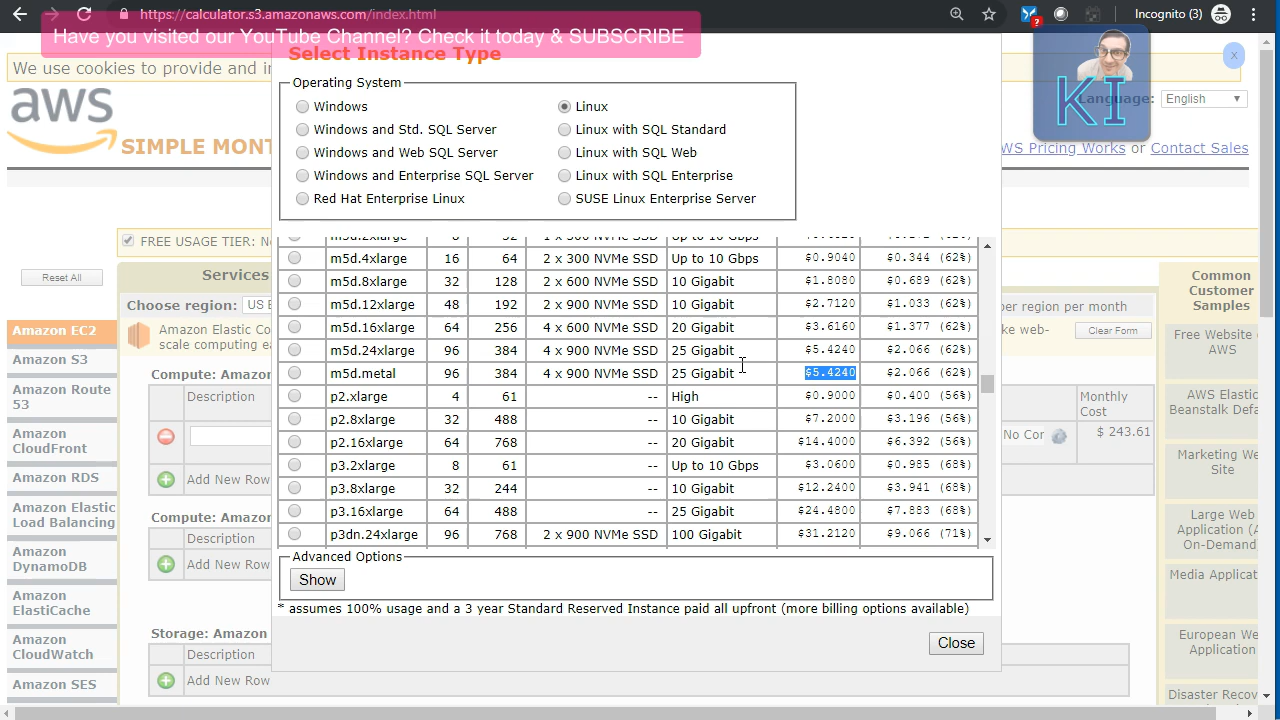 https://calculator.s3.amazonaws.com/index.html
Incognito (3)
Have you visited our YouTube Channel? Check it today & SUBSCRIBE
We use cookies to provide and i
x
KI
aws
SIMPLE MONT
Language: English
WS Pricing Works or Contact Sales
Select Instance Type
Operating System
Windows
Linux
Windows and Std. SQL Server
Linux with SQL Standard
Windows and Web SQL Server
Linux with SQL Web
Windows and Enterprise SQL Server
Linux with SQL Enterprise
Red Hat Enterprise Linux
SUSE Linux Enterprise Server
FREE USAGE TIER: N
Reset All
Services
Choose region: US E
per region per month
Amazon Elastic Co
scale computing ea
ke web-
Clear Form
Compute: Amazon
Description
Monthly Cost
No Cor
$ 243.61
Add New Row
Compute: Amazon
Description
Add New Row
Storage: Amazon
Description
Add New Row
Amazon EC2
Amazon S3
Amazon Route
53
Amazon
CloudFront
Amazon RDS
Amazon Elastic
Load Balancing
Amazon
DynamoDB
Amazon
ElastiCache
Amazon
CloudWatch
Amazon SES
m5d.4xlarge 16 64 2 x 300 NVMe SSD Up to 10 Gbps $0.9040 $0.344 (62%)
m5d.8xlarge 32 128 2 x 600 NVMe SSD 10 Gigabit $1.8080 $0.689 (62%)
m5d.12xlarge 48 192 2 x 900 NVMe SSD 10 Gigabit $2.7120 $1.033 (62%)
m5d.16xlarge 64 256 4 x 600 NVMe SSD 20 Gigabit $3.6160 $1.377 (62%)
m5d.24xlarge 96 384 4 x 900 NVMe SSD 25 Gigabit $5.4240 $2.066 (62%)
m5d.metal 96 384 4 x 900 NVMe SSD 25 Gigabit $5.4240 $2.066 (62%)
p2.xlarge 4 61 -- High $0.9000 $0.400 (56%)
p2.8xlarge 32 488 -- 10 Gigabit $7.2000 $3.196 (56%)
p2.16xlarge 64 768 -- 20 Gigabit $14.4000 $6.392 (56%)
p3.2xlarge 8 61 -- Up to 10 Gbps $3.0600 $0.985 (68%)
p3.8xlarge 32 244 -- 10 Gigabit $12.2400 $3.941 (68%)
p3.16xlarge 64 488 -- 25 Gigabit $24.4800 $7.883 (68%)
p3dn.24xlarge 96 768 2 x 900 NVMe SSD 100 Gigabit $31.2120 $9.066 (71%)
Advanced Options
Show
* assumes 100% usage and a 3 year Standard Reserved Instance paid all upfront (more billing options available)
Close
Common
Customer
Samples
Free Website
AWS
AWS Elastic
Beanstalk Defa
Marketing We
Site
Large Web
Application (A
On-Demand
Media Applicat
European We
Application
Disaster Recov